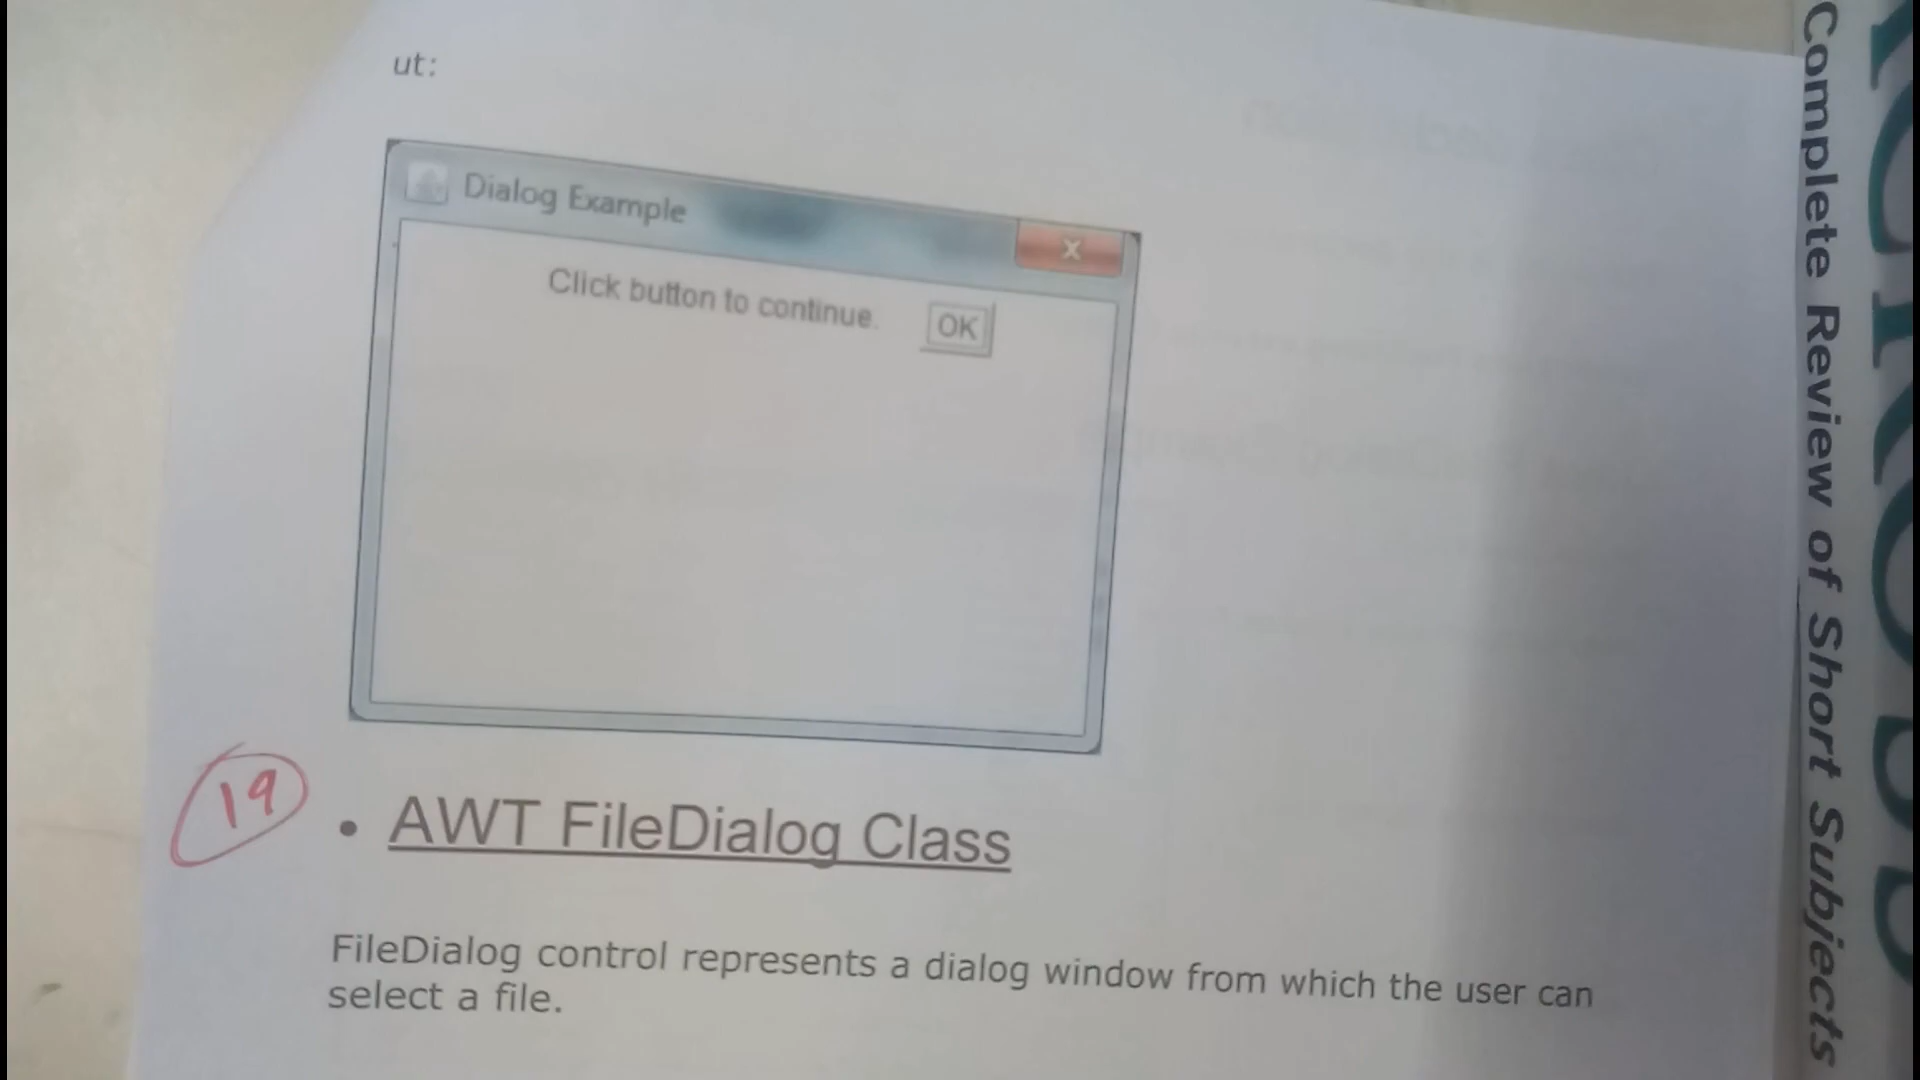 ut:
Dialog Example
X
Click button to continue. OK
19
• AWT FileDialog Class
FileDialog control represents a dialog window from which the user can
select a file.
Complete Review of Short Subjects